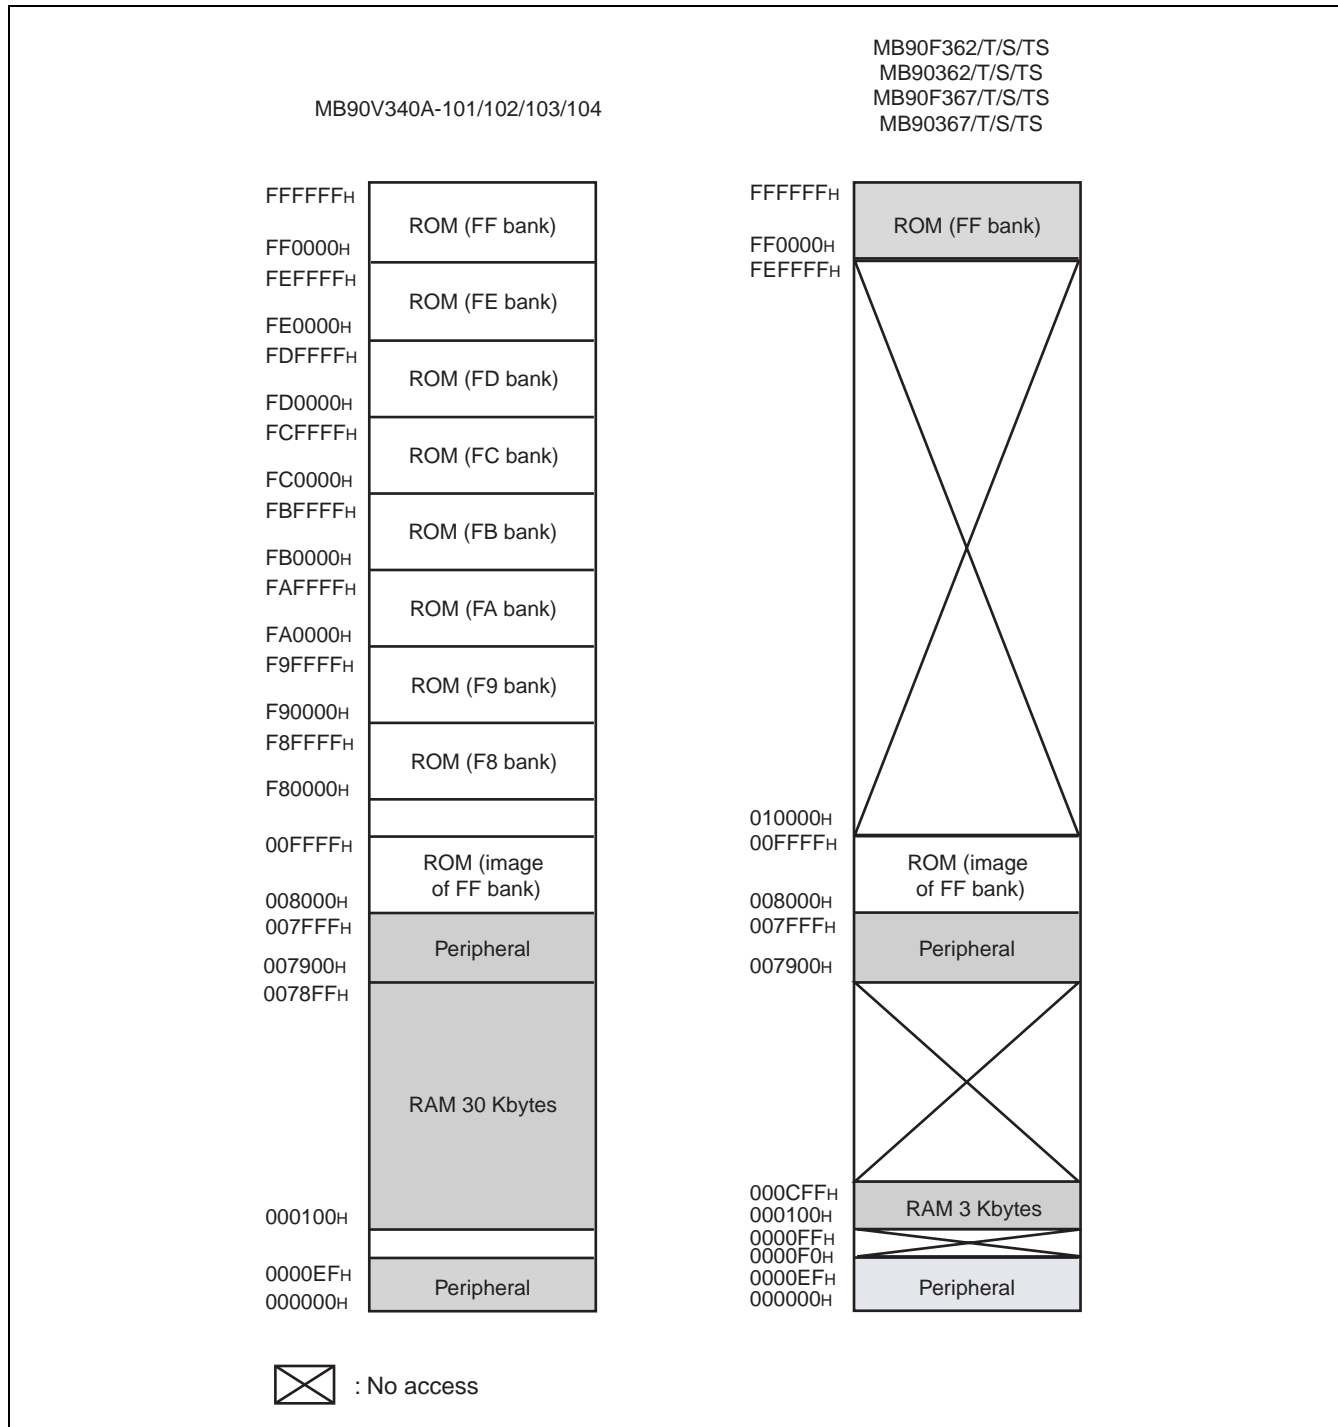 MB90V340A-101/102/103/104
FFFFFFH
ROM (FF bank)
FF0000H
FEFFFFH
ROM (FE bank)
FE0000H
FDFFFFH
ROM (FD bank)
FD0000H
FCFFFFH
ROM (FC bank)
FC0000H
FBFFFFH
ROM (FB bank)
FB0000H
FAFFFFH
ROM (FA bank)
FA0000H
F9FFFFH
ROM (F9 bank)
F90000H
F8FFFFH
ROM (F8 bank)
F80000H
00FFFFH
ROM (image
of FF bank)
008000H
007FFFH
Peripheral
007900H
0078FFH
RAM 30 Kbytes
000100H
0000EFH
Peripheral
000000H
MB90F362/T/S/TS
MB90362/T/S/TS
MB90F367/T/S/TS
MB90367/T/S/TS
FFFFFFH
ROM (FF bank)
FF0000H
FEFFFFH
010000H
00FFFFH
ROM (image
of FF bank)
008000H
007FFFH
Peripheral
007900H
000CFFH
RAM 3 Kbytes
000100H
0000FFH
0000F0H
0000EFH
Peripheral
000000H
: No access